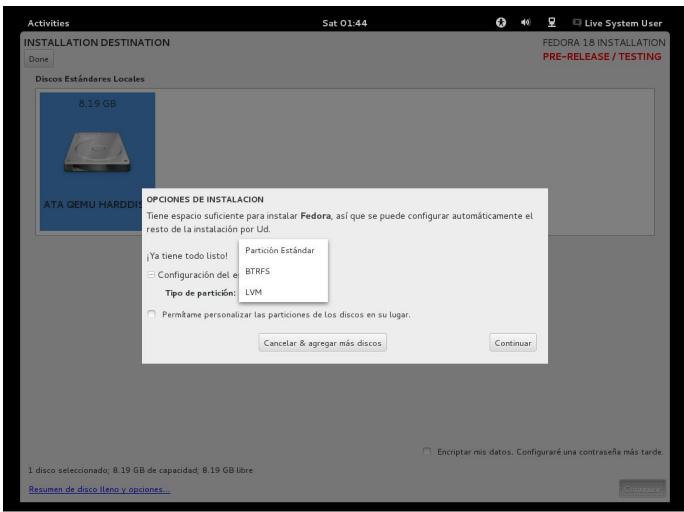 Activities
Sat 01:44
Live System User
INSTALLATION DESTINATION
FEDORA 18 INSTALLATION
Done
PRE-RELEASE / TESTING
Discos Estándares Locales
8.19 GB
ATA QEMU HARDDIS
OPCIONES DE INSTALACION
Tiene espacio suficiente para instalar Fedora, así que se puede configurar automáticamente el
resto de la instalación por Ud.
¡Ya tiene todo listo!
Partición Estándar
Configuración del
BTRFS
Tipo de partición:
LVM
Permítame personalizar las particiones de los discos en su lugar.
Cancelar & agregar más discos
Continuar
Encriptar mis datos. Configuraré una contraseña más tarde.
1 disco seleccionado; 8.19 GB de capacidad; 8.19 GB libre
Resumen de disco lleno y opciones...
Continuar